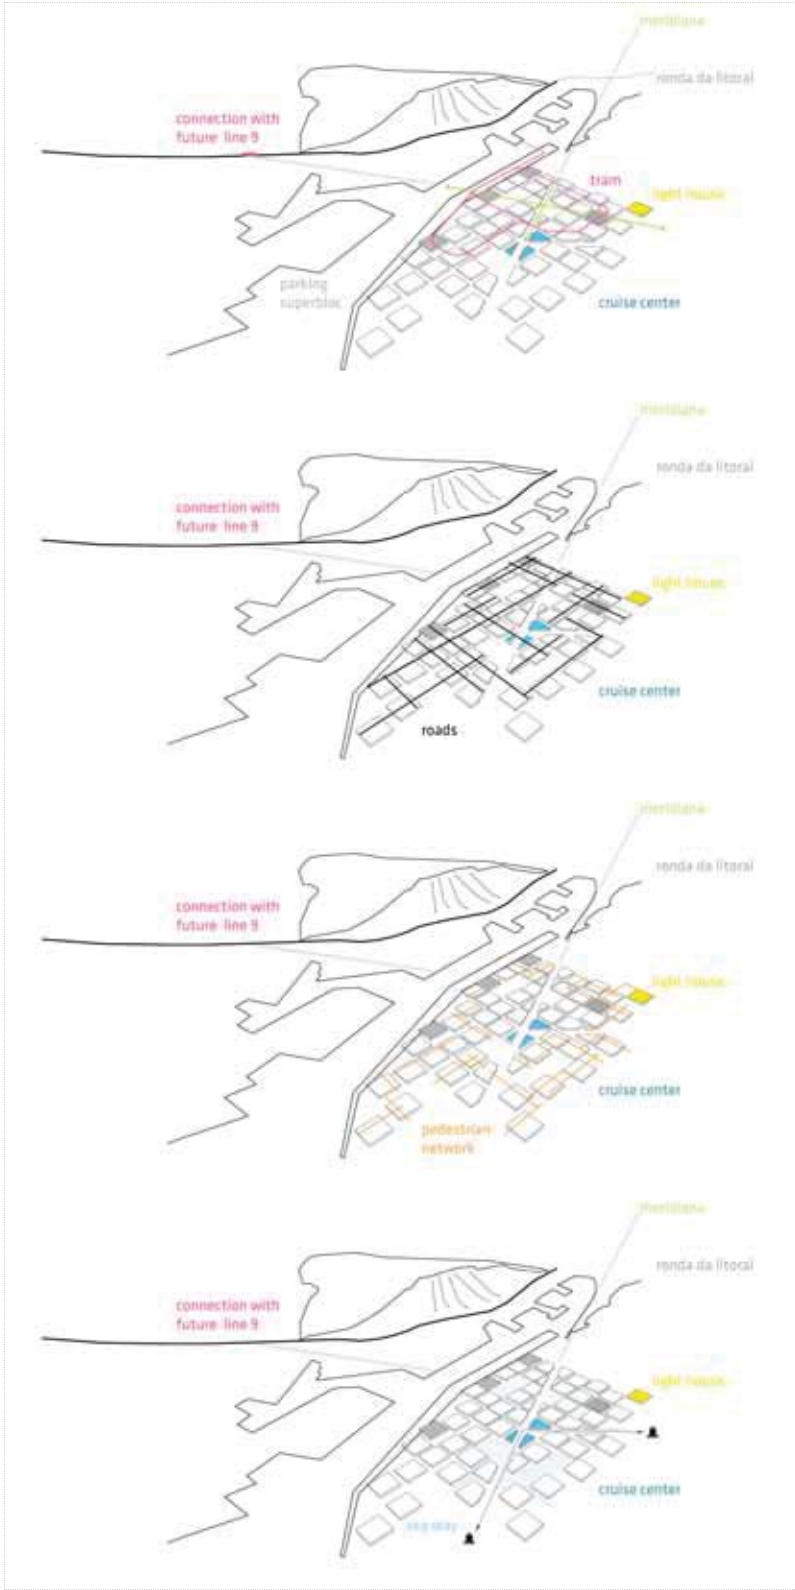 meridiana
ronda da litoral
connection with
future line 9
tram
light house
parking
superbloc
cruise center
meridiana
ronda da litoral
connection with
future line 9
light house
cruise center
roads
meridiana
ronda da litoral
connection with
future line 9
light house
cruise center
pedestrian
network
meridiana
ronda da litoral
connection with
future line 9
light house
cruise center